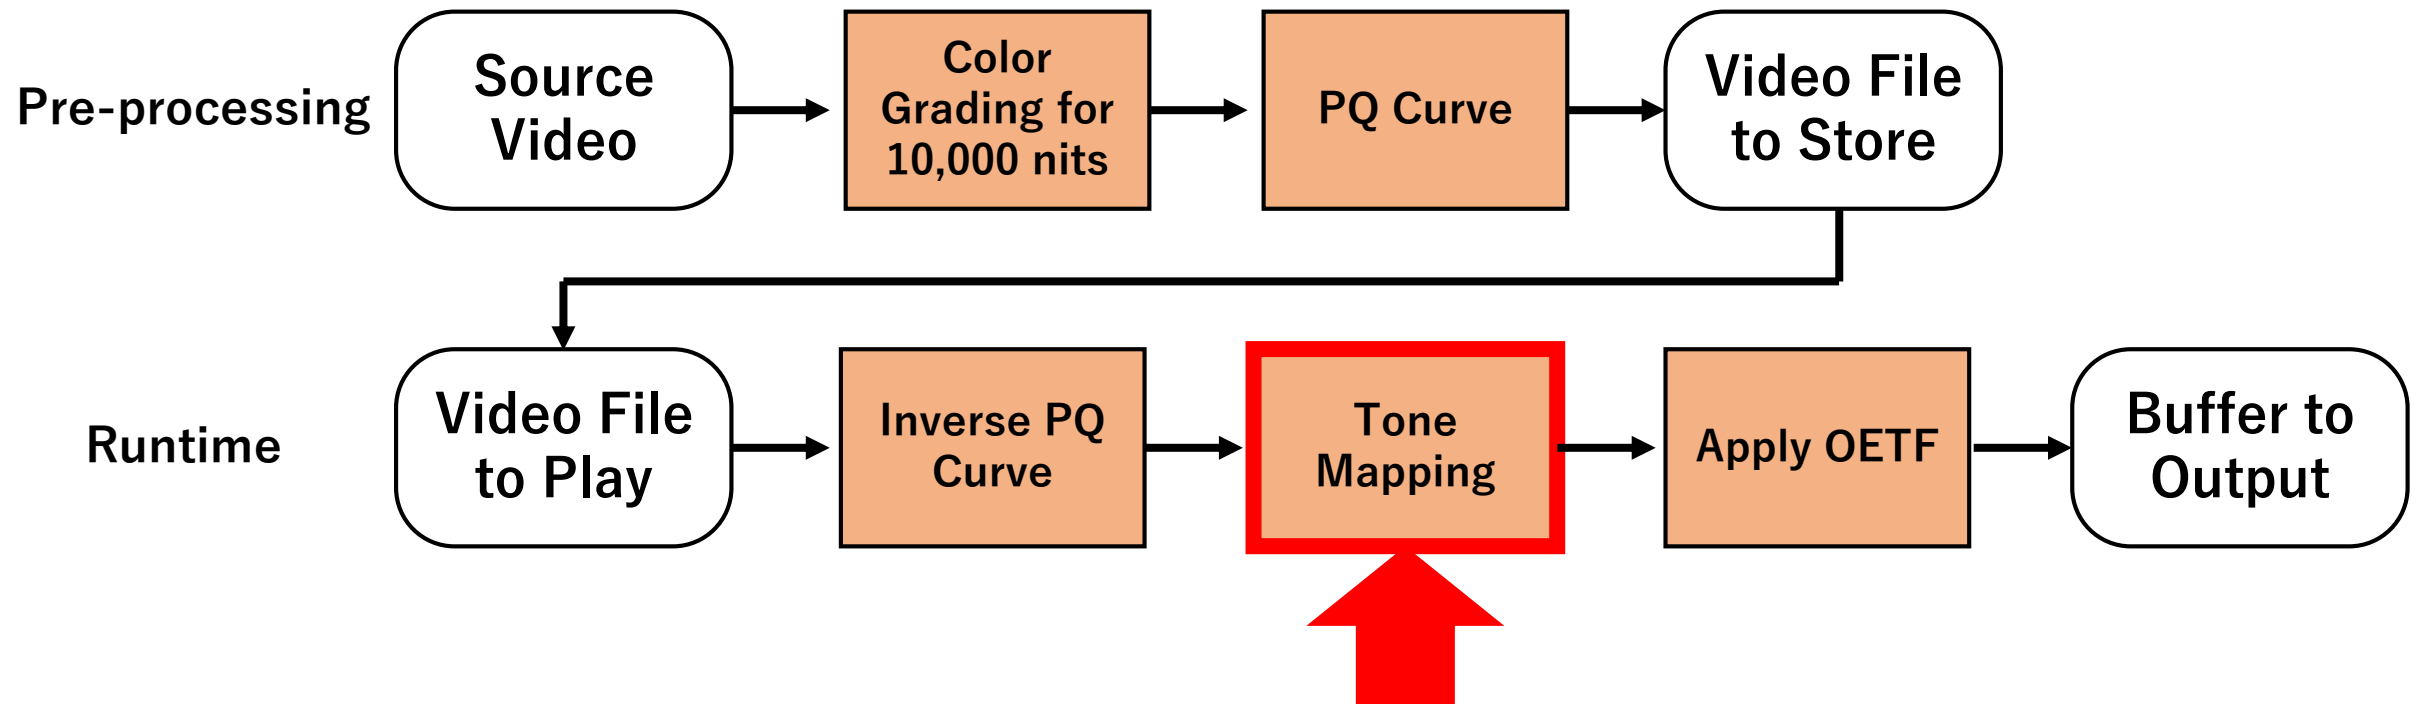 Pre-processing
Source
Video
Color
Grading for
10,000 nits
PQ Curve
Video File
to Store
Runtime
Video File
to Play
Inverse PQ
Curve
Tone
Mapping
Apply OETF
Buffer to
Output